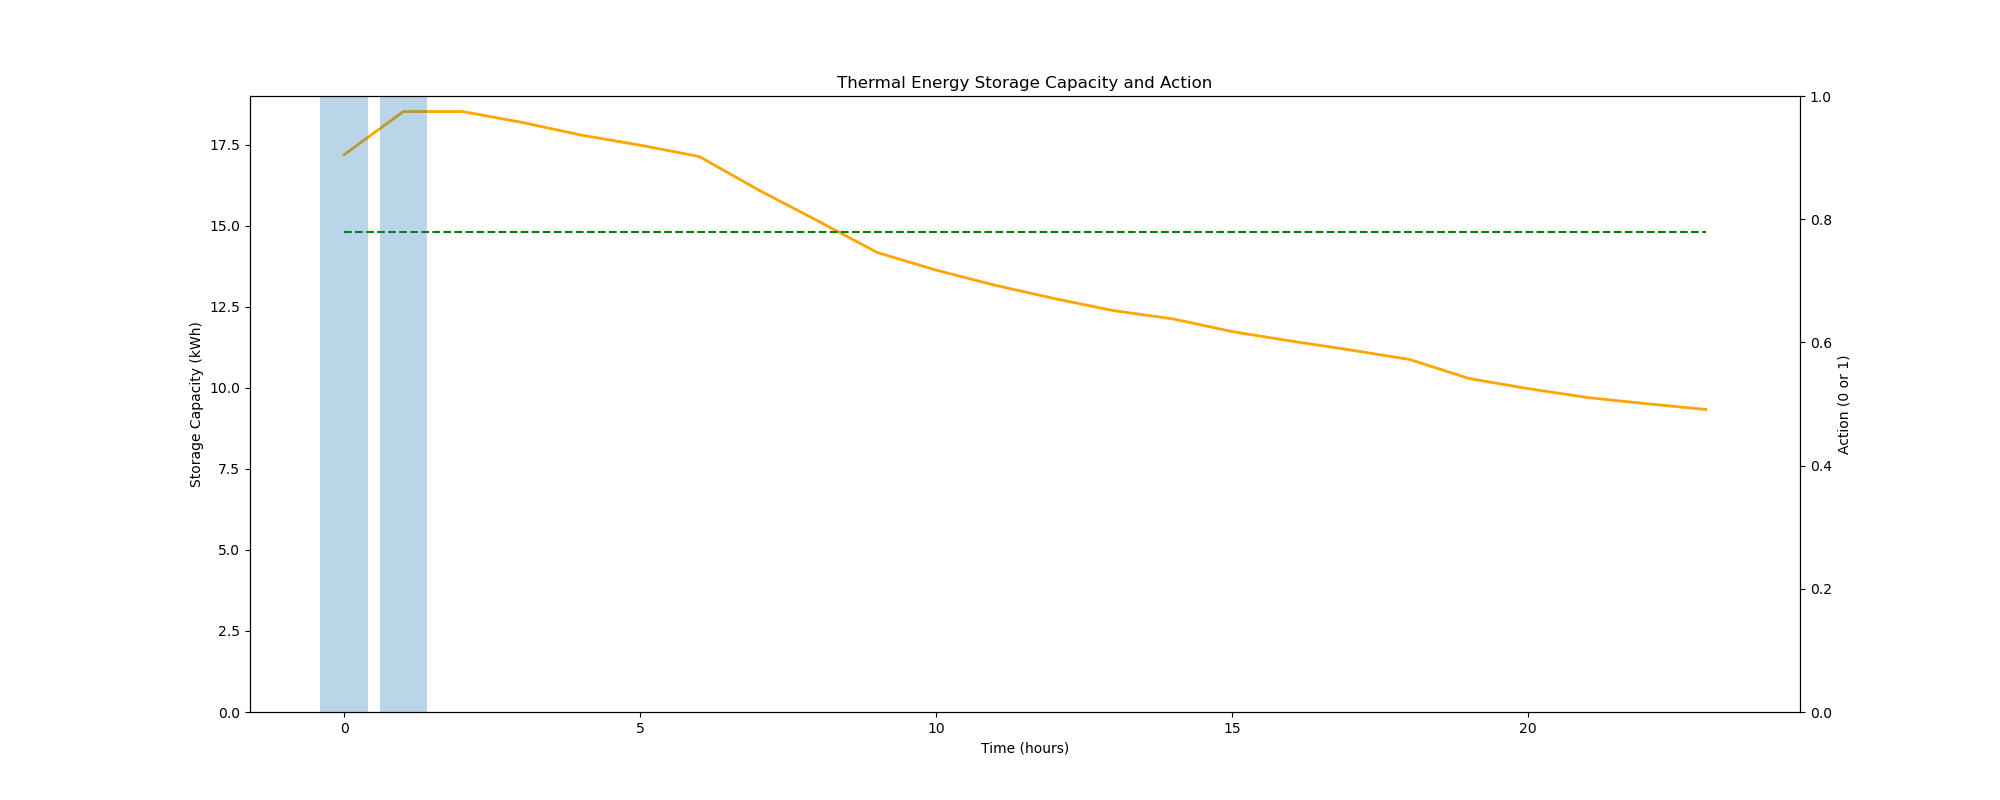 Thermal Energy Storage Capacity and Action
Storage Capacity (kWh)
17.5
15.0
12.5
10.0
7.5
5.0
2.5
0.0
1.0
0.8
0.6
0.4
0.2
0.0
Action (0 or 1)
0 5 10 15 20
Time (hours)